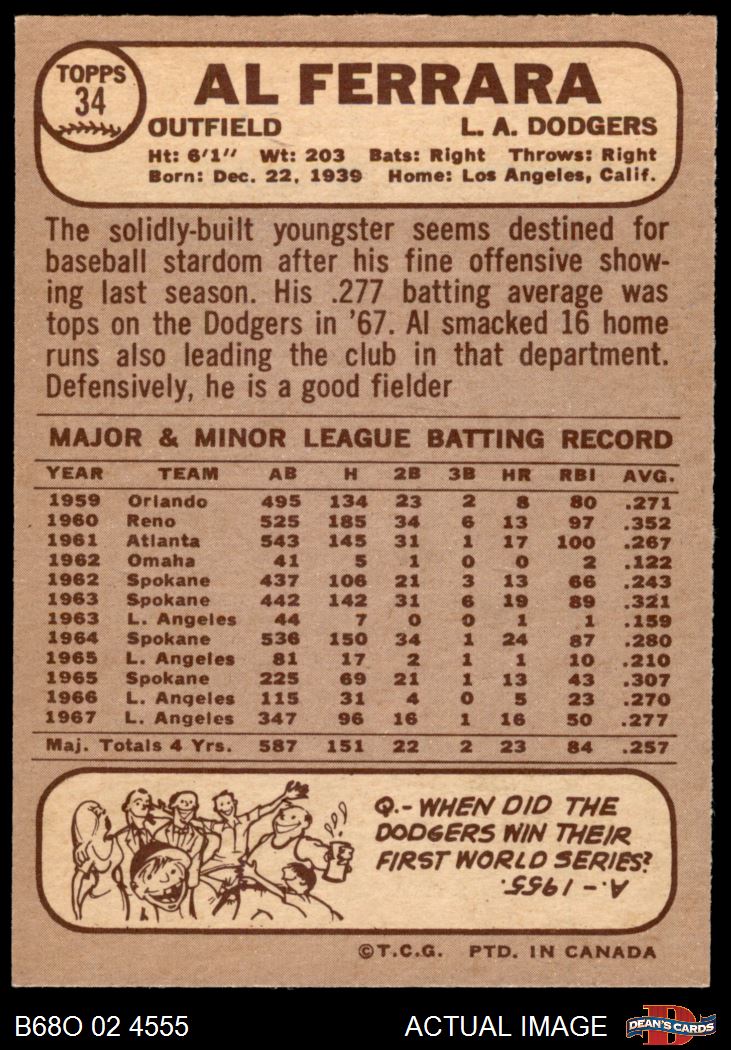 TOPPS
34
AL FERRARA
OUTFIELD L. A. DODGERS
Ht: 6'1" Wt: 203 Bats: Right Throws: Right
Born: Dec. 22, 1939 Home: Los Angeles, Calif.
The solidly-built youngster seems destined for
baseball stardom after his fine offensive show-
ing last season. His .277 batting average was
tops on the Dodgers in '67. Al smacked 16 home
runs also leading the club in that department.
Defensively, he is a good fielder
MAJOR & MINOR LEAGUE BATTING RECORD
YEAR TEAM AB H 2B 3B HR RBI AVG.
1959 Orlando 495 134 23 2 8 80 .271
1960 Reno 525 185 34 6 13 97 .352
1961 Atlanta 543 145 31 1 17 100 .267
1962 Omaha 41 5 1 0 0 2 .122
1962 Spokane 437 106 21 3 13 66 .243
1963 Spokane 442 142 31 6 19 89 .321
1963 L. Angeles 44 7 0 0 1 1 .159
1964 Spokane 536 150 34 1 24 87 .280
1965 L. Angeles 81 17 2 1 1 10 .210
1965 Spokane 225 69 21 1 13 43 .307
1966 L. Angeles 115 31 4 0 5 23 .270
1967 L. Angeles 347 96 16 1 16 50 .277
Maj. Totals 4 Yrs. 587 151 22 2 23 84 .257
Q.- WHEN DID THE
DODGERS WIN THEIR
FIRST WORLD SERIES?
A.- 1955.
©T.C.G. PTD. IN CANADA
B68O 02 4555 ACTUAL IMAGE
D
DEAN'S CARDS